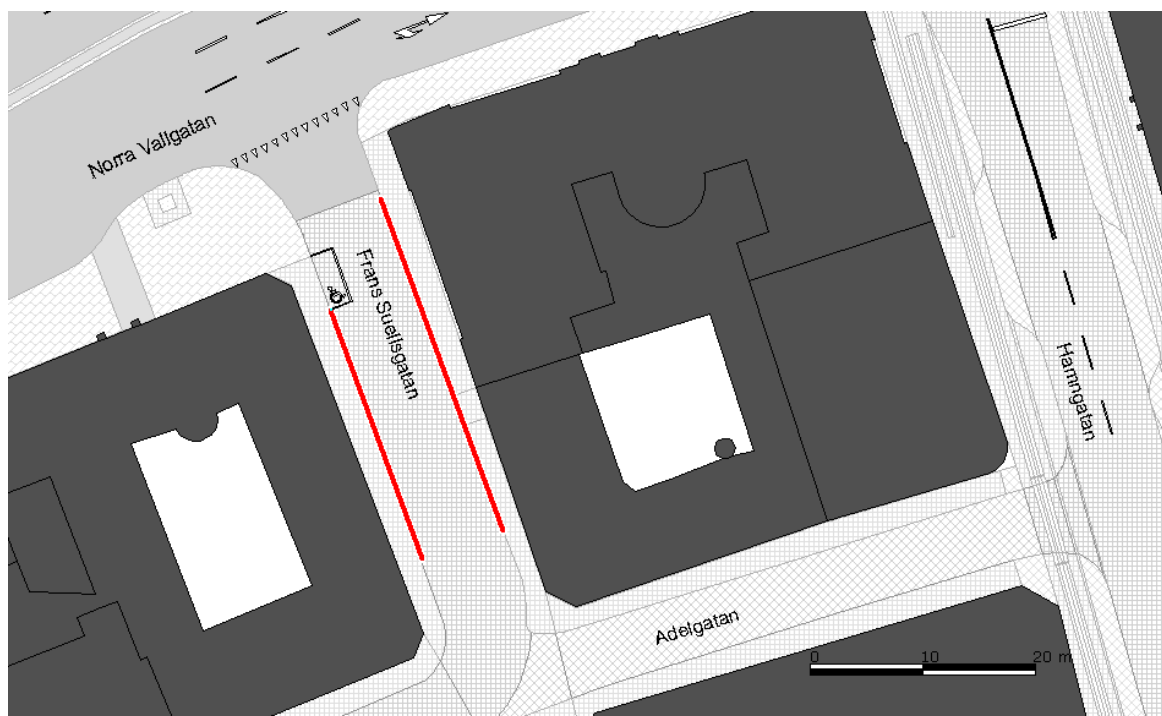 Norra Vallgatan
Frans Suellsgatan
Hamngatan
Adelgatan
0 10 20 m